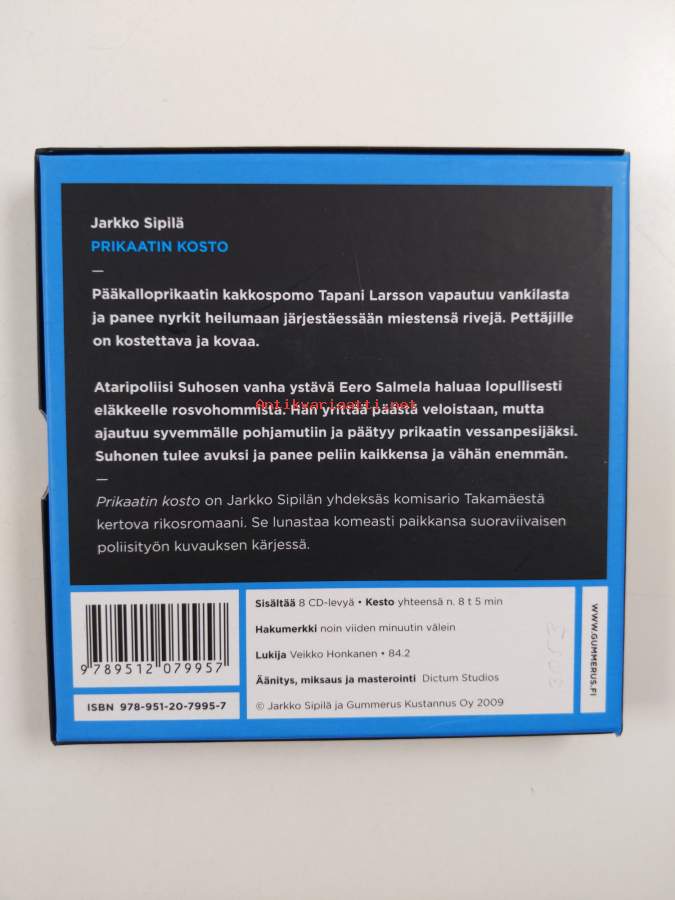 Jarkko Sipilä
PRIKAATIN KOSTO
—
Pääkalloprikaatin kakkospomo Tapani Larsson vapautuu vankilasta
ja panee nyrkit heilumaan järjestäessään miestensä rivejä. Pettäjille
on kostettava ja kovaa.
Ataripoliisi Suhosen vanha ystävä Eero Salmela haluaa lopullisesti
eläkkeelle rosvohommista. Hän yrittää päästä veloistaan, mutta
Antikvariaatti.net
ajautuu syvemmälle pohjamutiin ja päätyy prikaatin vessanpesijäksi.
Suhonen tulee avuksi ja panee peliin kaikkensa ja vähän enemmän.
—
Prikaatin kosto on Jarkko Sipilän yhdeksäs komisario Takamäestä
kertova rikosromaani. Se lunastaa komeasti paikkansa suoraviivaisen
poliisityön kuvauksen kärjessä.
9 789512 079957
ISBN 978-951-20-7995-7
Sisältää 8 CD-levyä • Kesto yhteensä n. 8 t 5 min
Hakumerkki noin viiden minuutin välein
Lukija Veikko Honkanen • 84.2
Äänitys, miksaus ja masterointi Dictum Studios
© Jarkko Sipilä ja Gummerus Kustannus Oy 2009
WWW.GUMMERUS.FI